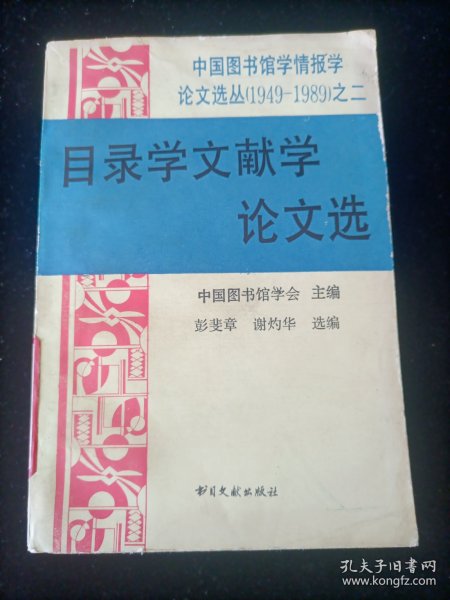 中国图书馆学情报学
论文选丛(1949-1989)之二
目录学文献学
论文选
中国图书馆学会 主编
彭斐章 谢灼华 选编
书目文献出版社
孔夫子旧书网
www.kongfz.com